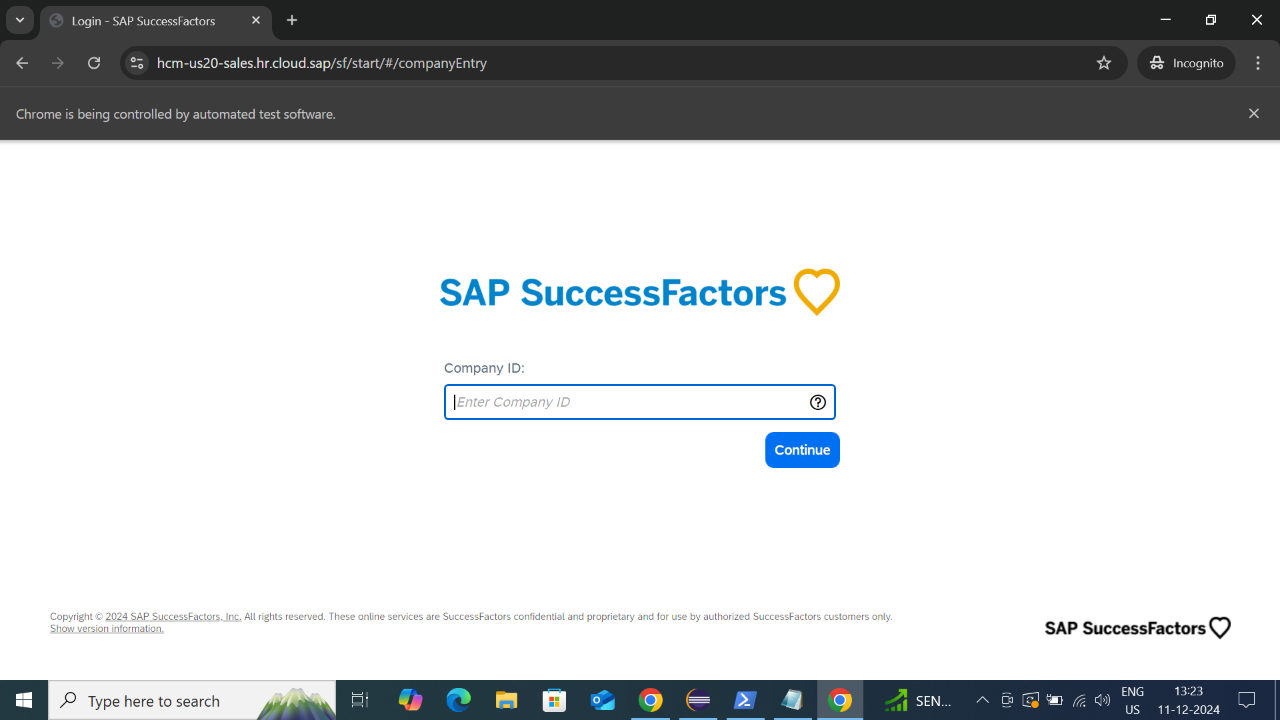 Login - SAP SuccessFactors
hcm-us20-sales.hr.cloud.sap/sf/start/#/companyEntry
Incognito
Chrome is being controlled by automated test software.
SAP SuccessFactors
Company ID:
Enter Company ID
Continue
Copyright © 2024 SAP SuccessFactors, Inc. All rights reserved. These online services are SuccessFactors confidential and proprietary and for use by authorized SuccessFactors customers only.
Show version information.
SAP SuccessFactors
Type here to search
SEN...
ENG
US
13:23
11-12-2024